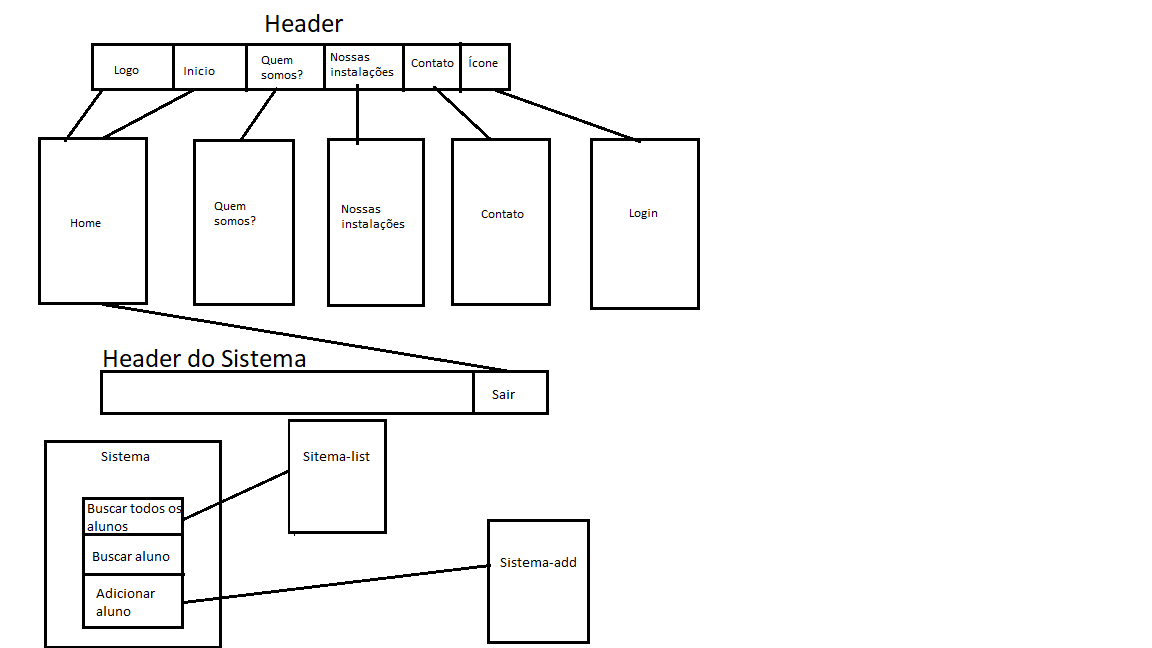 Header
Logo
Inicio
Quem
somos?
Nossas
instalações
Contato
Ícone
Home
Quem
somos?
Nossas
instalações
Contato
Login
Header do Sistema
Sair
Sistema
Buscar todos os
alunos
Buscar aluno
Adicionar
aluno
Sitema-list
Sistema-add